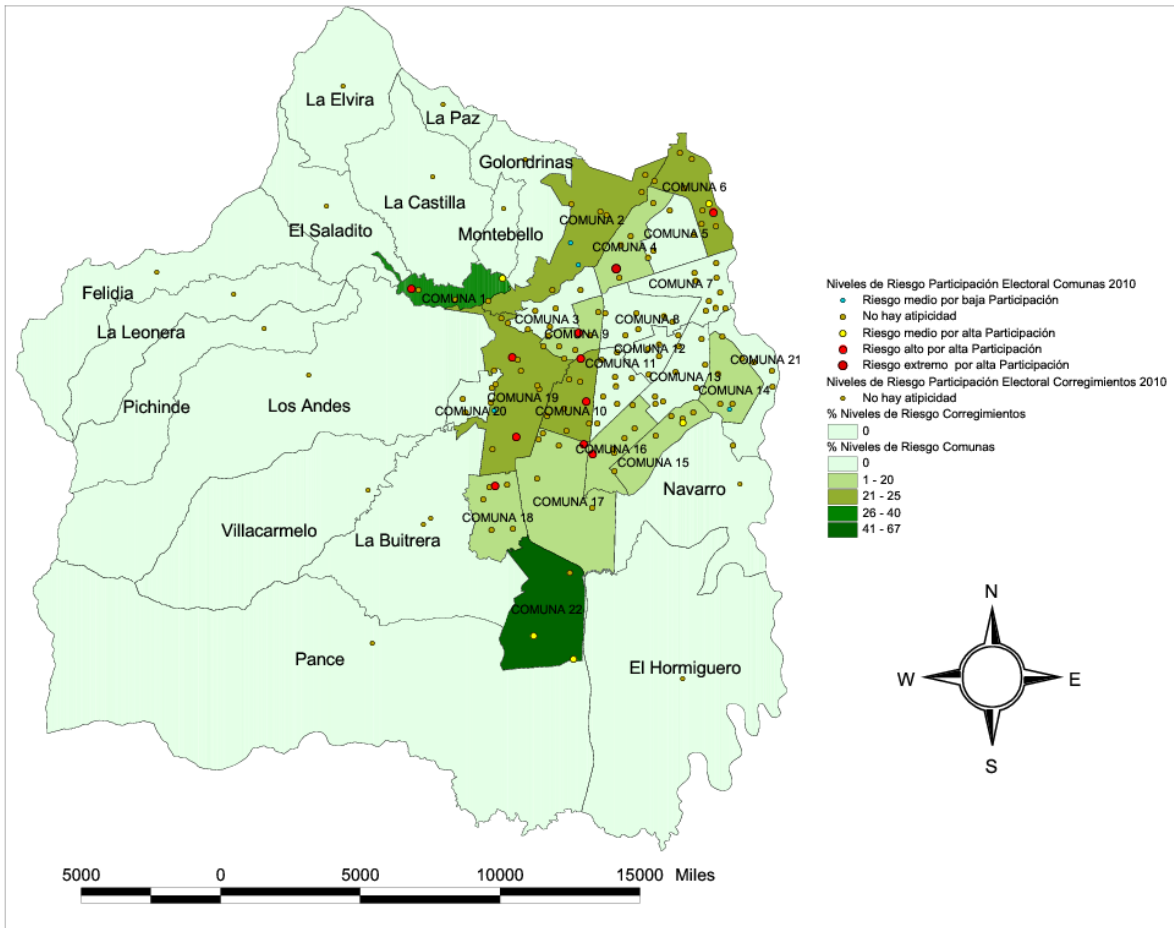 La Elvira
La Paz
Golondrinas
COMUNA 6
La Castilla
COMUNA 2
El Saladito
Montebello
COMUNA 5
COMUNA 4
Felidia
COMUNA 1
COMUNA 7
La Leonera
COMUNA 3
COMUNA 8
COMUNA 9
COMUNA 12
COMUNA 11
COMUNA 21
COMUNA 13
COMUNA 14
Pichinde
Los Andes
COMUNA 19
COMUNA 20
COMUNA 10
COMUNA 16
COMUNA 15
Navarro
COMUNA 17
COMUNA 18
Villacarmelo
La Buitrera
COMUNA 22
Pance
El Hormiguero
Niveles de Riesgo Participación Electoral Comunas 2010
Riesgo medio por baja Participación
No hay atipicidad
Riesgo medio por alta Participación
Riesgo alto por alta Participación
Riesgo extremo por alta Participación
Niveles de Riesgo Participación Electoral Corregimientos 2010
No hay atipicidad
% Niveles de Riesgo Corregimientos
0
% Niveles de Riesgo Comunas
0
1 - 20
21 - 25
26 - 40
41 - 67
N
W E
S
5000 0 5000 10000 15000 Miles